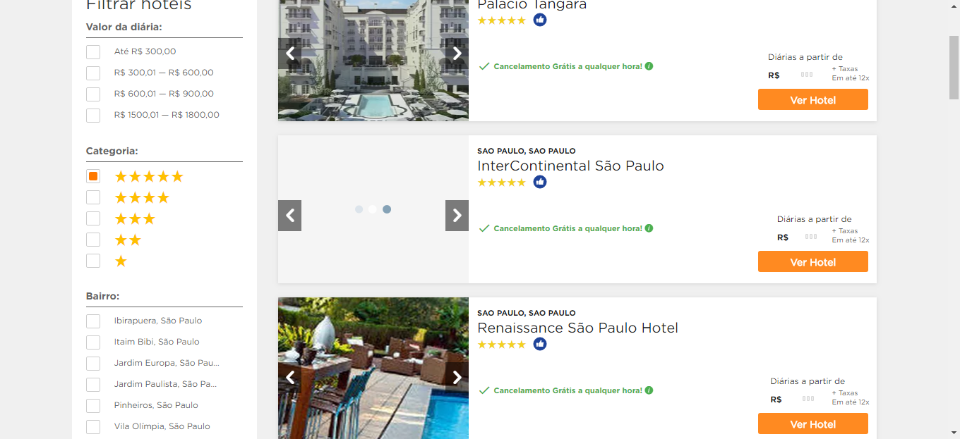 Filtrar hotéis
Valor da diária:
Até R$ 300,00
R$ 300,01 — R$ 600,00
R$ 600,01 — R$ 900,00
R$ 1500,01 — R$ 1800,00
Categoria:
Bairro:
Ibirapuera, São Paulo
Itaim Bibi, São Paulo
Jardim Europa, São Pau...
Jardim Paulista, São Pa...
Pinheiros, São Paulo
Vila Olímpia, São Paulo
Palácio Tangará
Cancelamento Grátis a qualquer hora!
Diárias a partir de
R$
+ Taxas
Em até 12x
Ver Hotel
SAO PAULO, SAO PAULO
InterContinental São Paulo
Cancelamento Grátis a qualquer hora!
Diárias a partir de
R$
+ Taxas
Em até 12x
Ver Hotel
SAO PAULO, SAO PAULO
Renaissance São Paulo Hotel
Cancelamento Grátis a qualquer hora!
Diárias a partir de
R$
+ Taxas
Em até 12x
Ver Hotel